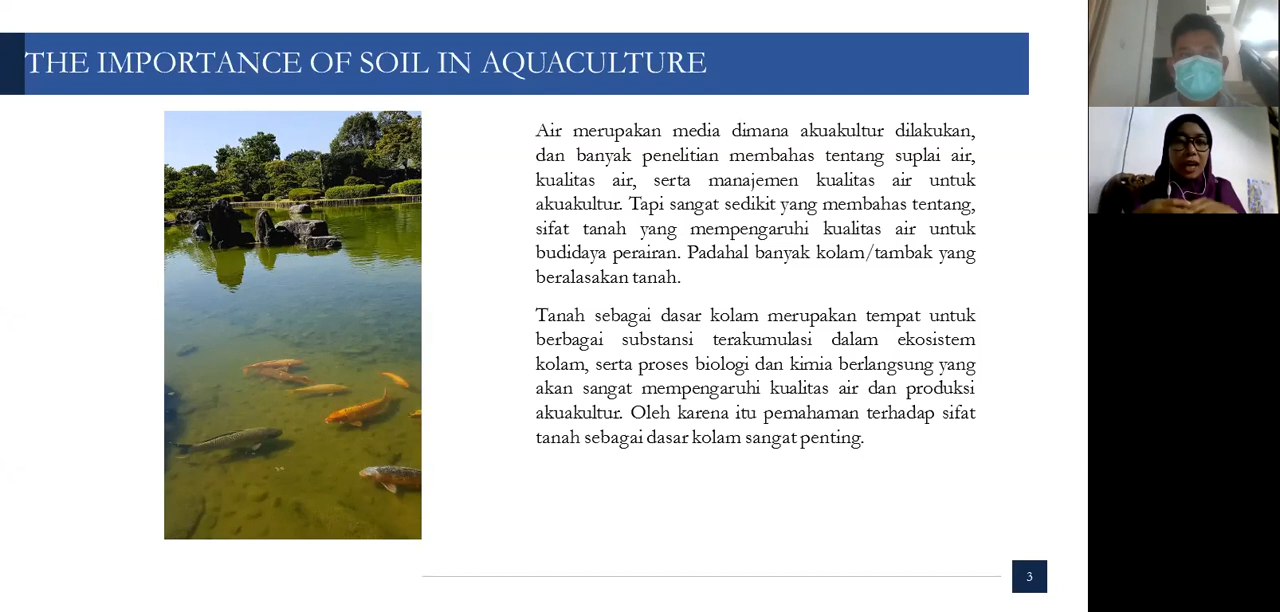 THE IMPORTANCE OF SOIL IN AQUACULTURE
Air merupakan media dimana akuakultur dilakukan,
dan banyak penelitian membahas tentang suplai air,
kualitas air, serta manajemen kualitas air untuk
akuakultur. Tapi sangat sedikit yang membahas tentang,
sifat tanah yang mempengaruhi kualitas air untuk
budidaya perairan. Padahal banyak kolam/tambak yang
beralasakan tanah.
Tanah sebagai dasar kolam merupakan tempat untuk
berbagai substansi terakumulasi dalam ekosistem
kolam, serta proses biologi dan kimia berlangsung yang
akan sangat mempengaruhi kualitas air dan produksi
akuakultur. Oleh karena itu pemahaman terhadap sifat
tanah sebagai dasar kolam sangat penting.
3